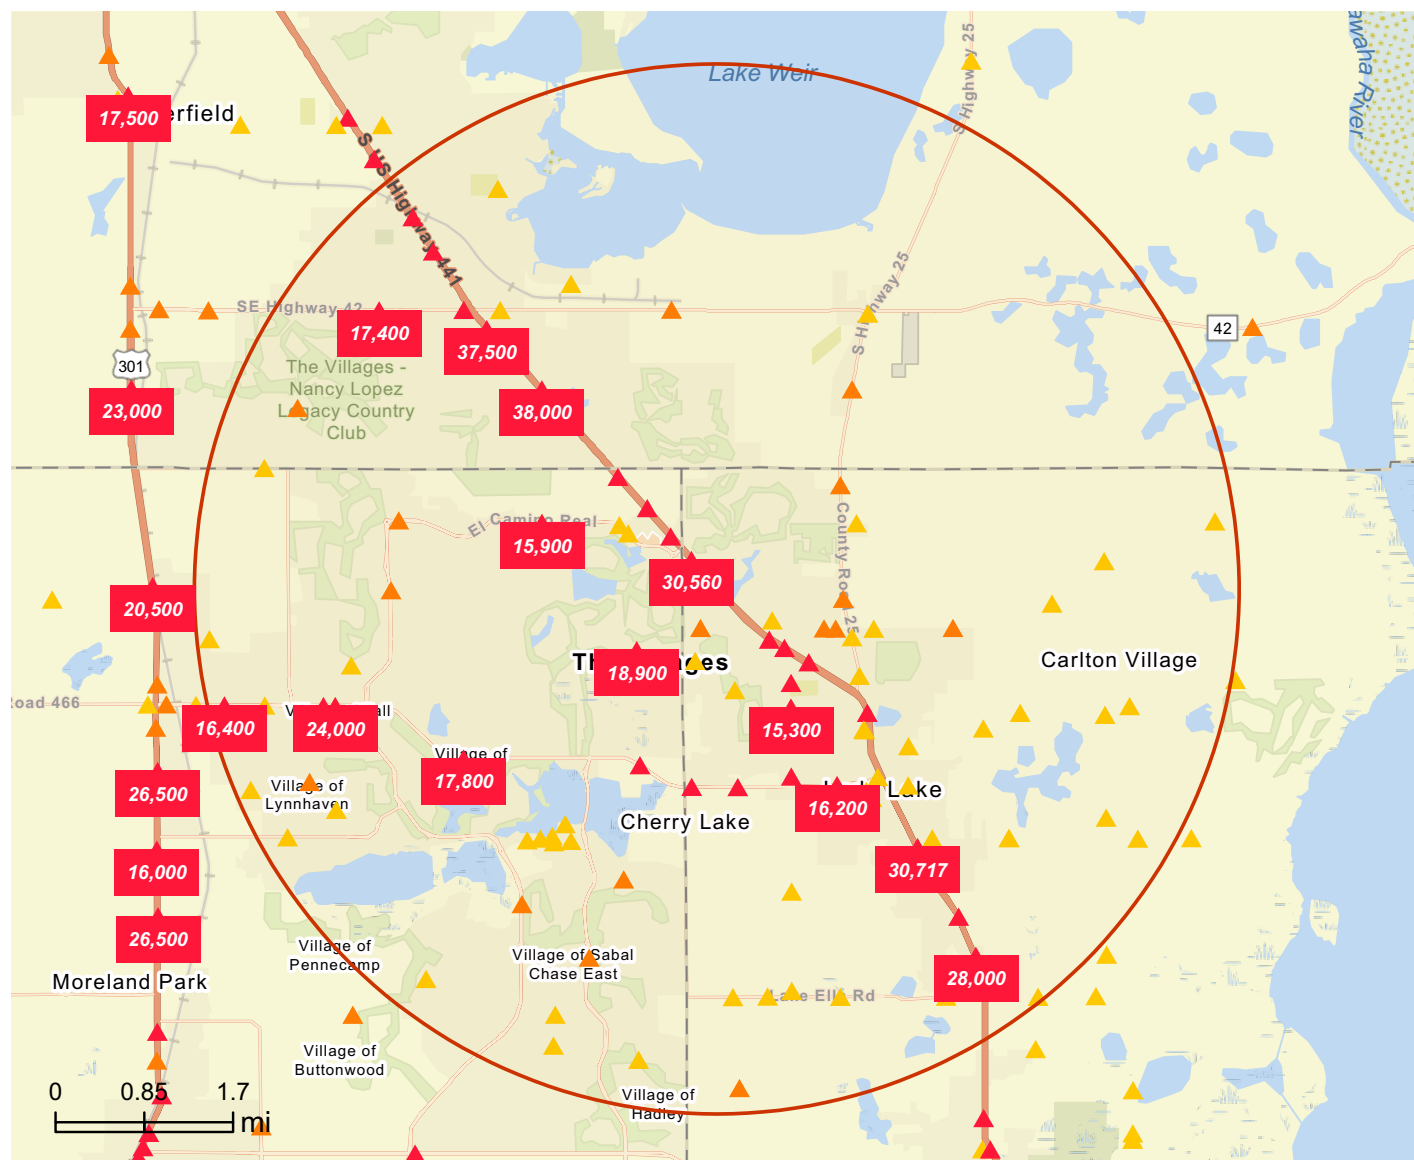 Lake Weir
S Highway 25
awaha River
17,500
erfield
S US Highway 441
SE Highway 42
17,400
37,500
S Highway 25
42
301
The Villages -
Nancy Lopez
Legacy Country
Club
23,000
38,000
El Camino Real
15,900
County Road 25
30,560
20,500
18,900
Carlton Village
oad 466
16,400
24,000
15,300
Village of
17,800
26,500
Village of
Lynnhaven
16,200
Lake
Cherry Lake
16,000
30,717
26,500
Village of
Pennecamp
Village of Sabal
Chase East
28,000
Moreland Park
Lake Ella Rd
Village of
Buttonwood
Village of
Hadley
0 0.85 1.7
mi